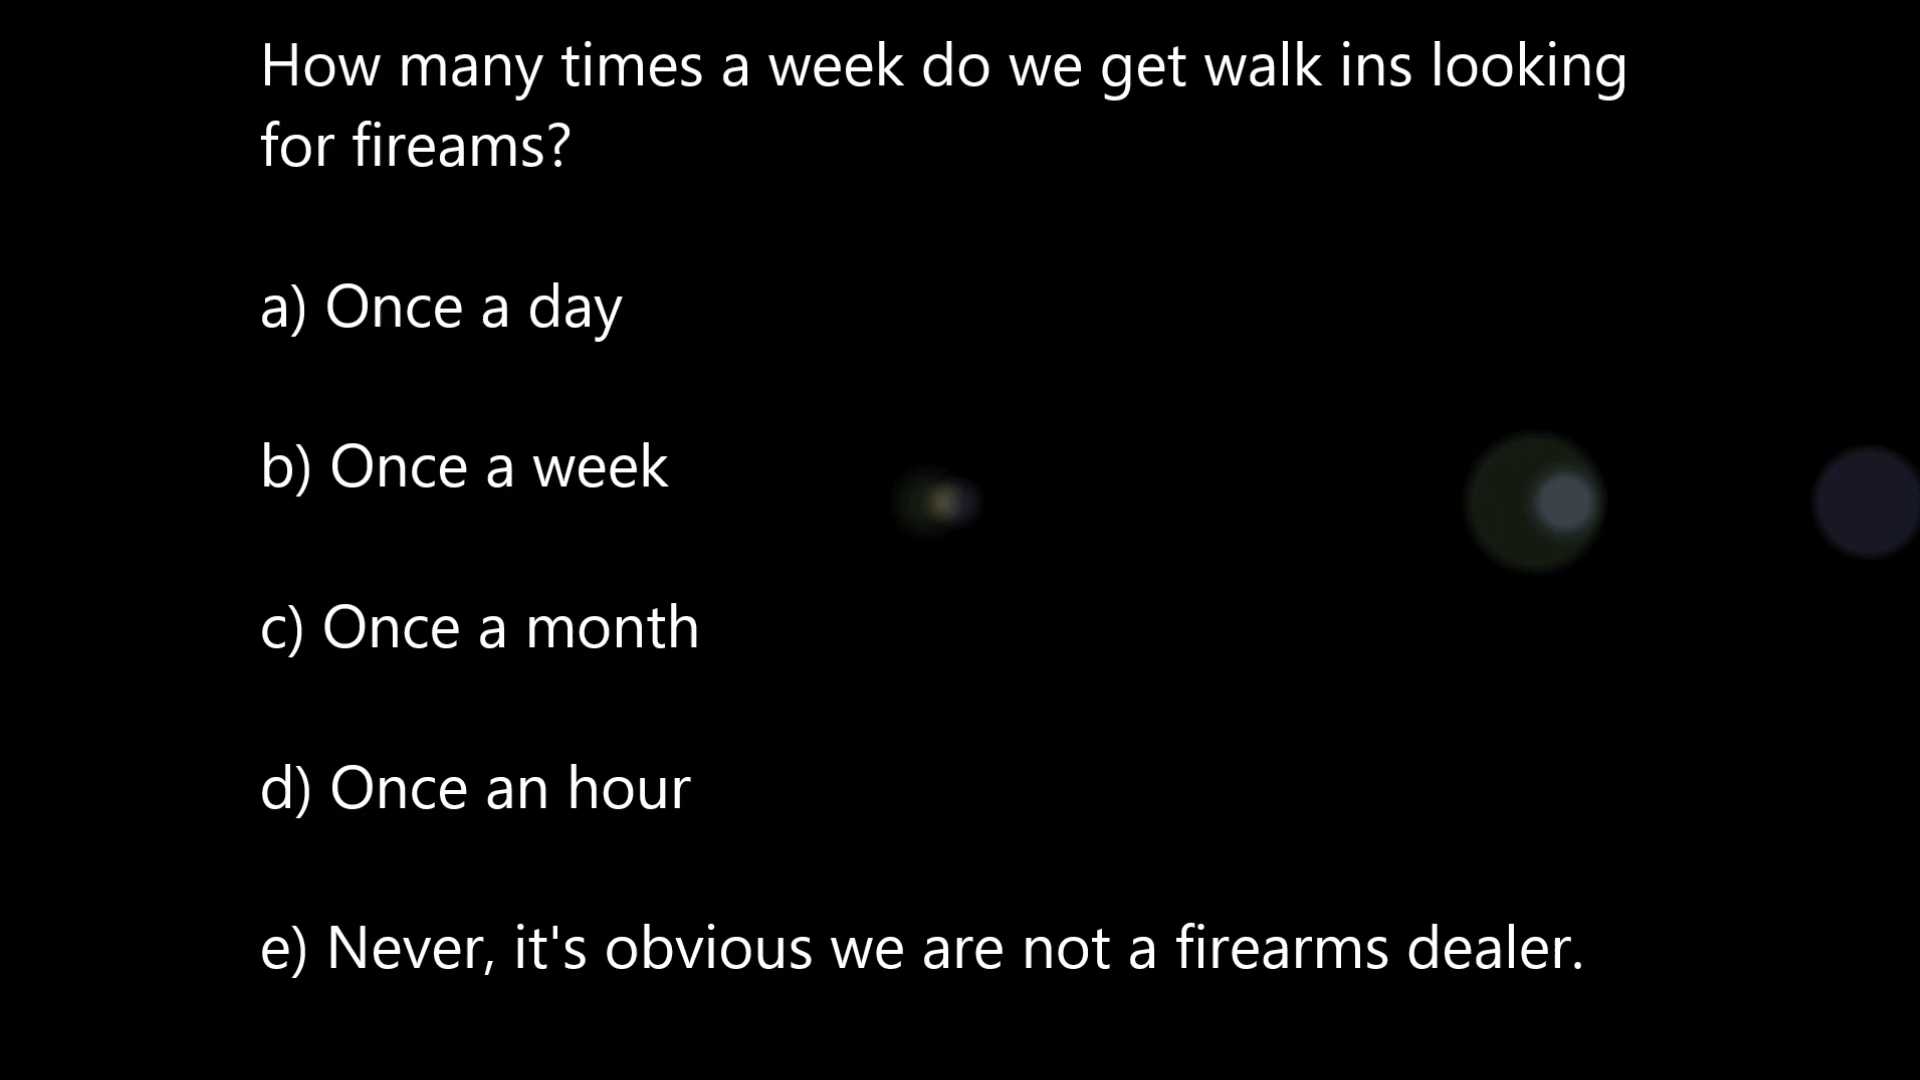 How many times a week do we get walk ins looking
for fireams?
a) Once a day
b) Once a week
c) Once a month
d) Once an hour
e) Never, it's obvious we are not a firearms dealer.